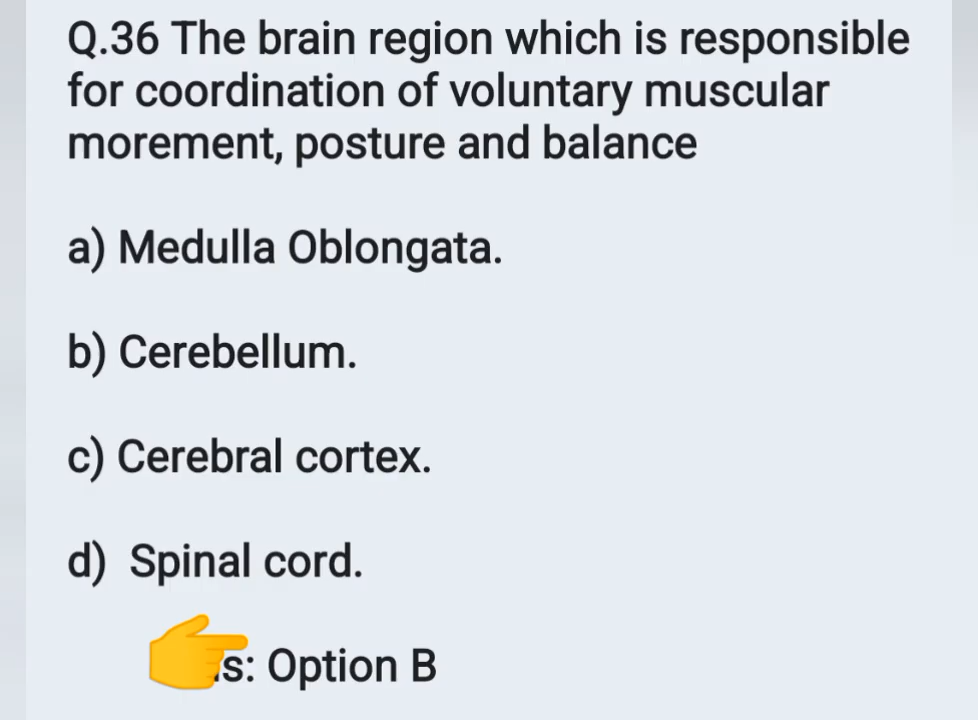 Q.36 The brain region which is responsible
for coordination of voluntary muscular
morement, posture and balance
a) Medulla Oblongata.
b) Cerebellum.
c) Cerebral cortex.
d) Spinal cord.
Option B